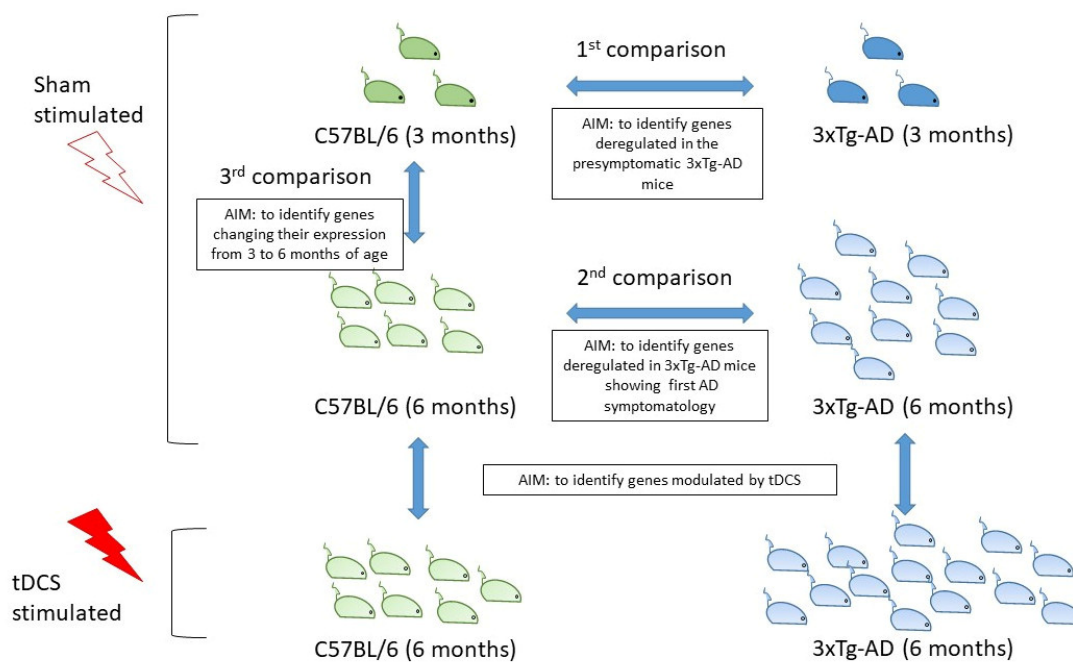 Sham
stimulated
1st comparison
C57BL/6 (3 months)
AIM: to identify genes
deregulated in the
presymptomatic 3xTg-AD
mice
3xTg-AD (3 months)
3rd comparison
AIM: to identify genes
changing their expression
from 3 to 6 months of age
2nd comparison
AIM: to identify genes
deregulated in 3xTg-AD mice
showing first AD
symptomatology
C57BL/6 (6 months)
3xTg-AD (6 months)
AIM: to identify genes modulated by tDCS
tDCS
stimulated
C57BL/6 (6 months)
3xTg-AD (6 months)